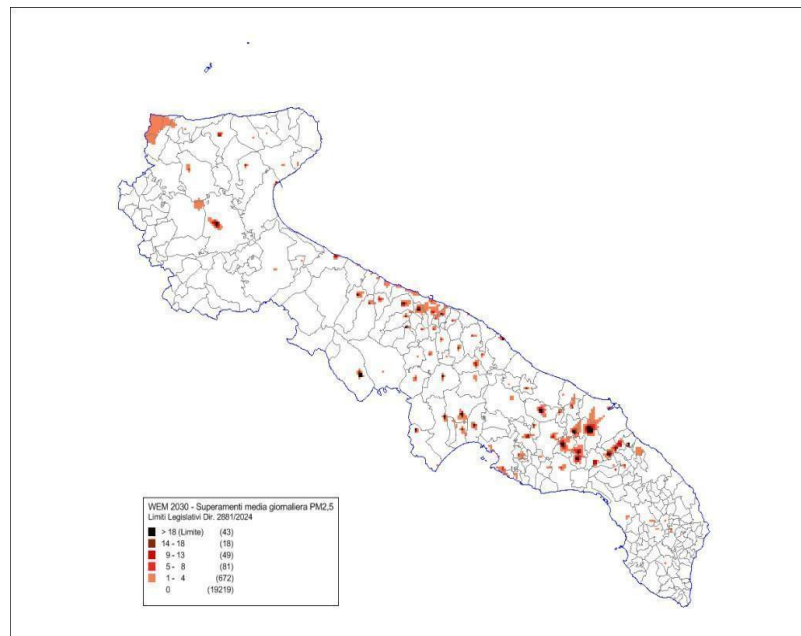 WEM 2030 - Superamenti media giornaliera PM2,5
Limiti Legislativi Dir. 2881/2024
> 18 (Limite) (43)
14 - 18 (18)
9 - 13 (49)
5 - 8 (81)
1 - 4 (672)
0 (19219)